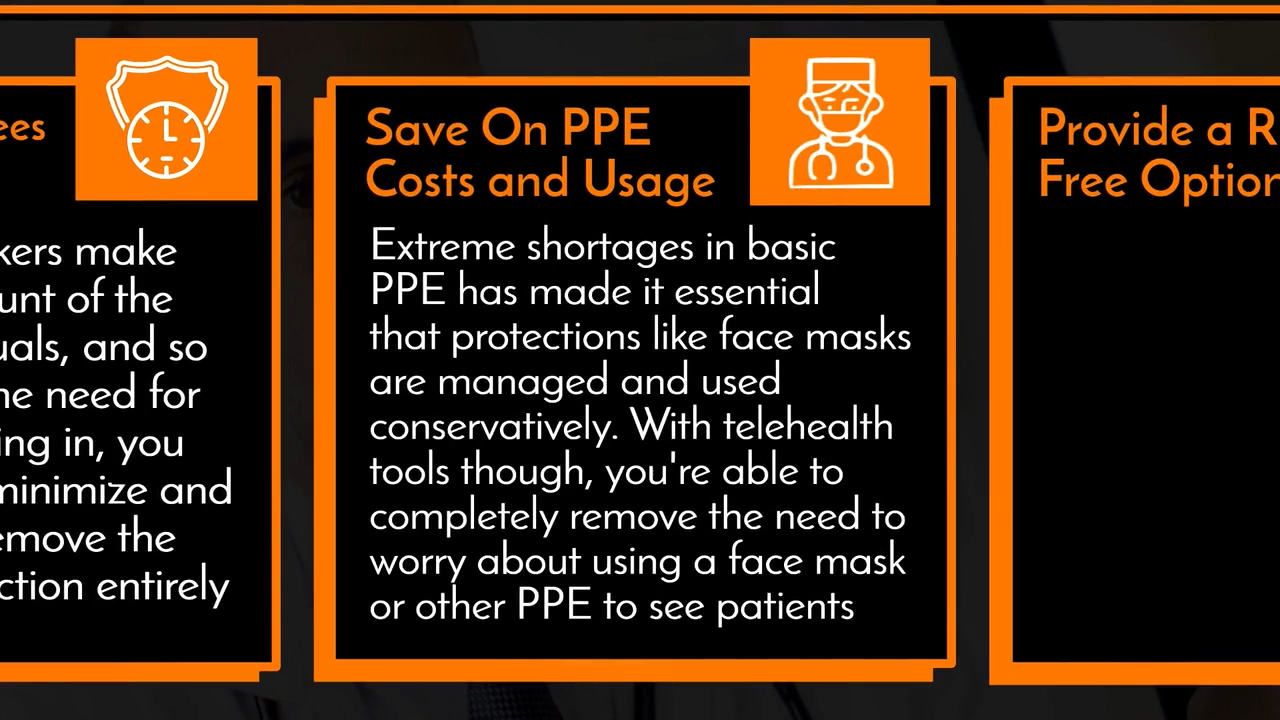 ees
kers make
unt of the
uals, and so
he need for
ing in, you
minimize and
emove the
ction entirely
Save On PPE
Costs and Usage
Extreme shortages in basic
PPE has made it essential
that protections like face masks
are managed and used
conservatively. With telehealth
tools though, you're able to
completely remove the need to
worry about using a face mask
or other PPE to see patients
Provide a R
Free Option